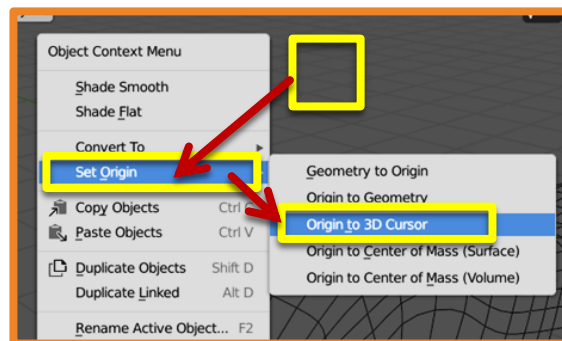 Object Context Menu
Shade Smooth
Shade Flat
Convert To
Set Origin
Copy Objects Ctrl C
Paste Objects Ctrl V
Duplicate Objects Shift D
Duplicate Linked Alt D
Rename Active Object... F2
Geometry to Origin
Origin to Geometry
Origin to 3D Cursor
Origin to Center of Mass (Surface)
Origin to Center of Mass (Volume)